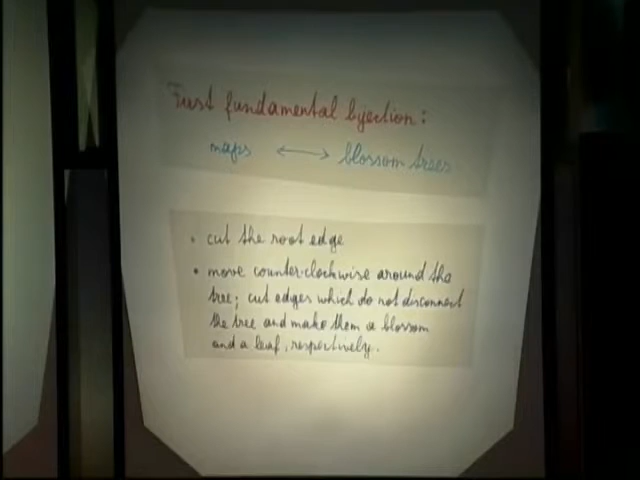 First fundamental bijection:
maps ⟷ blossom trees
• cut the root edge
• move counter-clockwise around the
tree; cut edges which do not disconnect
the tree and make them a blossom
and a leaf, respectively.